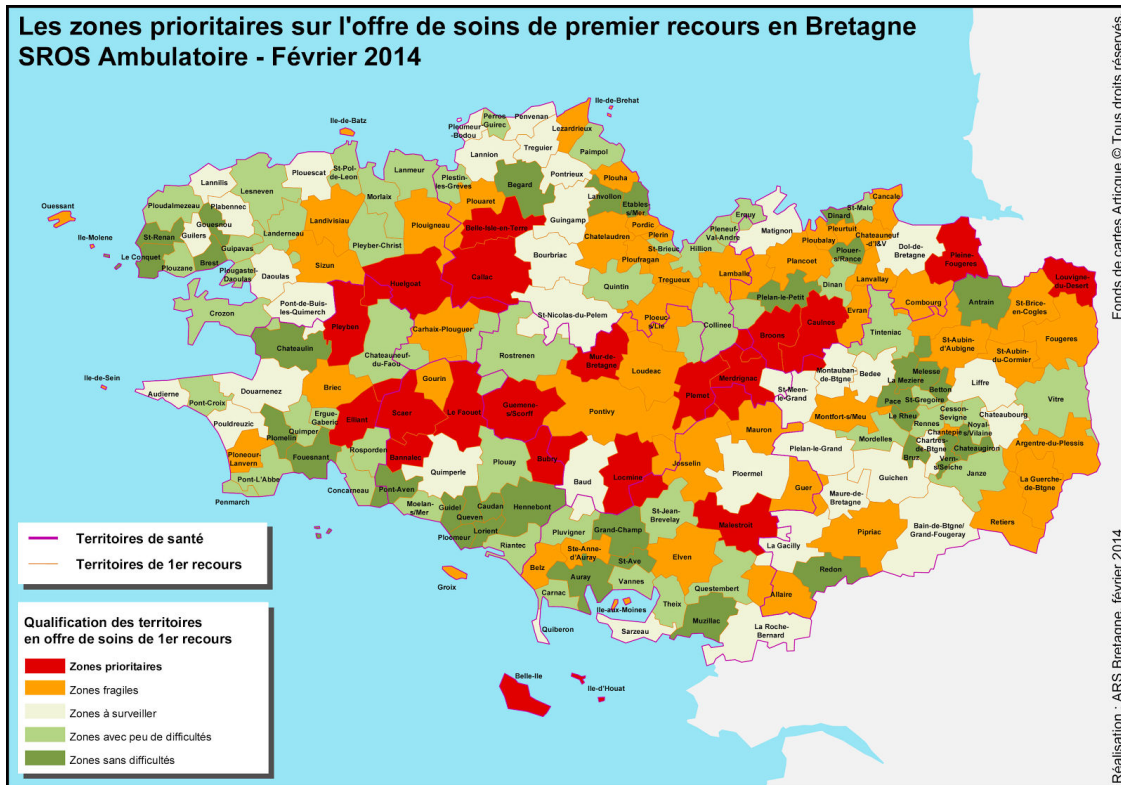 Les zones prioritaires sur l'offre de soins de premier recours en Bretagne
SROS Ambulatoire - Février 2014
Fonds de cartes Articque © Tous droits réservés
Réalisation : ARS Bretagne, février 2014
Ile-de-Brehat
Ile-de-Batz
Perros
-Guirec
Penvenan
Pleumeur
-Bodou
Lezardrieux
Treguier
Lannion
Paimpol
Plouescat
St-Pol-
de-Leon
Lanmeur
Plestin-
les-Grèves
Pontrieux
Begard
Plouha
Lannilis
Lesneven
Morlaix
Lanvollon
Etables-
s/Mer
Ouessant
Ploudalmezau
Plabennec
Landivisiau
Plouaret
Guingamp
Ile-Molene
Gouesnou
Guilers
St-Renan
Guipavas
Landerneau
Plouigneau
Belle-Isle-en-Terre
Pordic
Chatelaudren
Plerin
St-Brieuc
Le Conquet
Plouzane
Brest
Plougastel-
Daoulas
Pleyber-Christ
Sizun
Bourbriac
Ploufragan
Hillion
Pleneuf-
Val-Andre
Erquy
Matignon
Dinard
St-Malo
Cancale
Pleurtuit
Ploubalay
Chateauneuf
-d'I&V
Dol-de-
Bretagne
Pleine-
Fougeres
Louvigne-
du-Desert
Daoulas
Huelgoat
Callac
Quintin
Tregueux
Lamballe
Plancoet
Plouer-
s/Rance
Lanvallay
Dinan
Plelan-le-Petit
Combourg
Antrain
St-Brice-
en-Cogles
Pont-de-Buis-
les-Quimerch
Crozon
Pleyben
Carhaix-Plouguer
St-Nicolas-du-Pelem
Ploeuc-
s/Lie
Collinee
Broons
Caulnes
Evran
Tinteniac
St-Aubin
d'Aubigne
St-Aubin-
du-Cormier
Fougeres
Chateaulin
Chateauneuf-
du-Faou
Rostrenen
Mur-de-
Bretagne
Loudeac
Merdrignac
Plemet
Montauban-
de-Btgne
Bedee
Melesse
La Meziere
Betton
Liffre
Ile-de-Sein
Audierne
Douarnenez
Pont-Croix
Briec
Gourin
St-Meen-
le-Grand
Pace
St-Gregoire
Vitre
Pouldreuzic
Ergue-
Gaberic
Quimper
Plomelin
Elliant
Scaer
Le Faouet
Guemene-
s/Scorff
Pontivy
Mauron
Montfort-s/Meu
Le Rheu
Rennes
Cesson-
Sevigne
Chateaubourg
Noyal-
s/Vilaine
Chantepie
Chartres-
de-Btgne
Chateaugiron
Argentre-du-Plessis
Ploneour-
Lanvern
Fouesnant
Rosporden
Bannalec
Quimperle
Plouay
Bubry
Baud
Locmine
Josselin
Ploermel
Plelan-le-Grand
Mordelles
Bruz
Vern-
s/Seiche
Janze
La Guerche-
de-Btgne
Pont-L'Abbe
Penmarch
Concarneau
Pont-Aven
Moelan-
s/Mer
Guidel
Caudan
Queven
Hennebont
Lorient
Ploemeur
Riantec
Pluvigner
Grand-Champ
St-Jean-
Brevelay
Malestroit
Guer
Guichen
Maure-de-
Bretagne
Bain-de-Btgne/
Grand-Fougeray
Retiers
Ste-Anne-
d'Auray
Belz
St-Ave
Auray
Vannes
Elven
La Gacilly
Pipriac
Redon
Groix
Carnac
Ile-aux-Moines
Theix
Questembert
Allaire
Muzillac
Quiberon
Sarzeau
La Roche-
Bernard
Belle-Ile
Ile-d'Houat
Territoires de santé
Territoires de 1er recours
Qualification des territoires
en offre de soins de 1er recours
Zones prioritaires
Zones fragiles
Zones à surveiller
Zones avec peu de difficultés
Zones sans difficultés